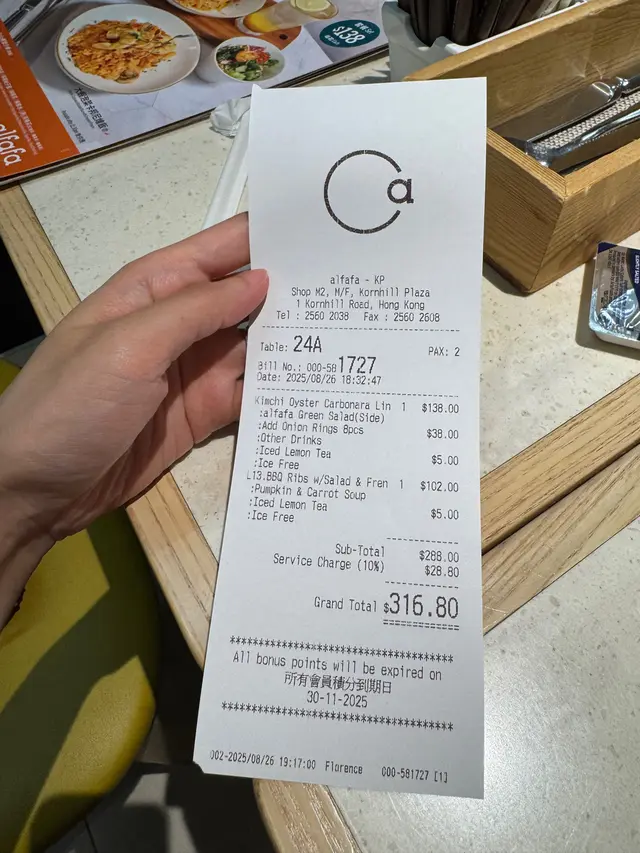 $138
alfafa
a
alfafa - KP
Shop M2, M/F, Kornhill Plaza
1 Kornhill Road, Hong Kong
Tel : 2560 2038 Fax : 2560 2608
Table: 24A PAX: 2
Bill No.: 000-581727
Date: 2025/08/26 18:32:47
Kimchi Oyster Carbonara Lin 1 $138.00
:alfafa Green Salad(Side)
:Add Onion Rings 8pcs $38.00
:Other Drinks
:Iced Lemon Tea $5.00
:Ice Free
L13.BBQ Ribs w/Salad & Fren 1 $102.00
:Pumpkin & Carrot Soup
:Iced Lemon Tea $5.00
:Ice Free
Sub-Total $288.00
Service Charge (10%) $28.80
Grand Total $316.80
************************************
All bonus points will be expired on
所有會員積分到期日
30-11-2025
************************************
002-2025/08/26 19:17:00 Florence 000-581727 [1]